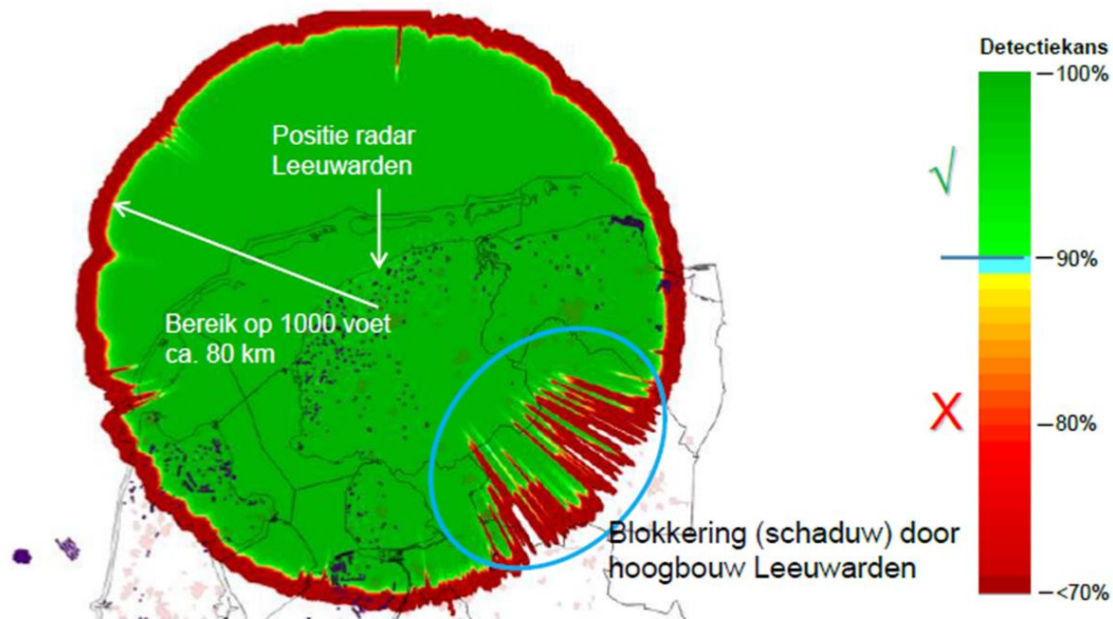 Detectiekans
100%
Positie radar
Leeuwarden
√
90%
Bereik op 1000 voet
ca. 80 km
X
80%
Blokkering (schaduw) door
hoogbouw Leeuwarden
<70%